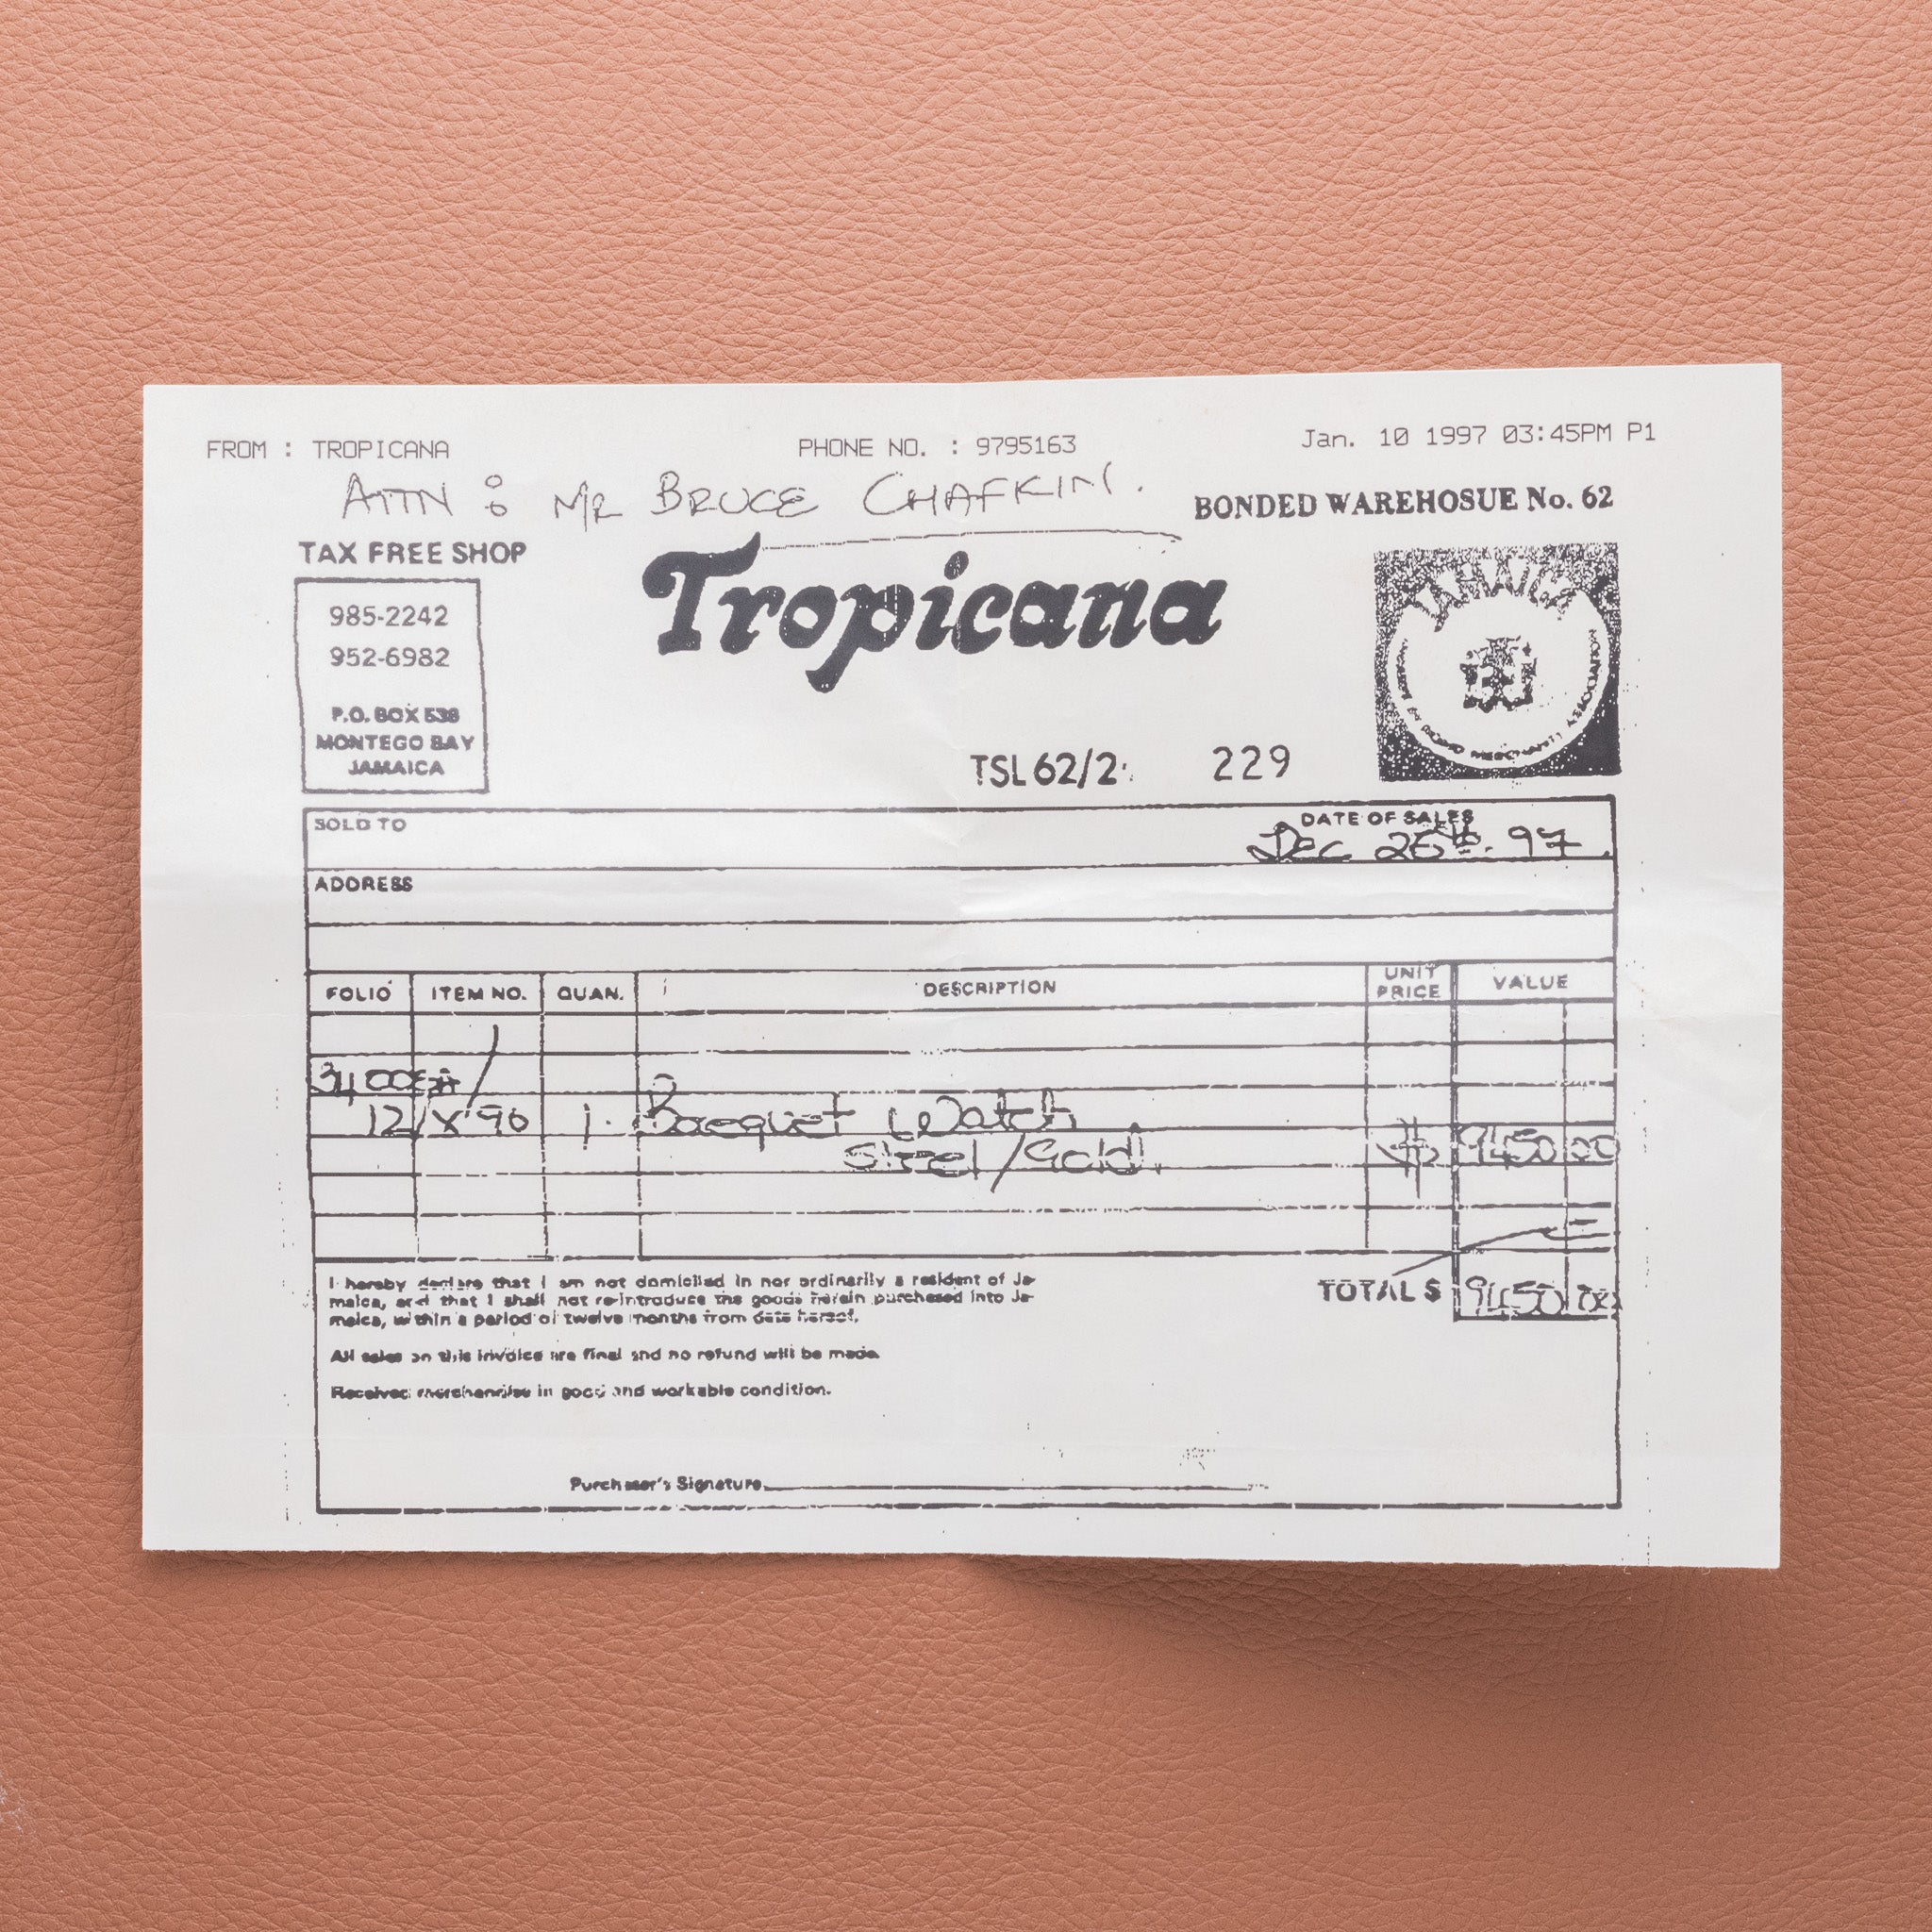 FROM : TROPICANA PHONE NO. : 9795163 Jan. 10 1997 03:45PM P1
ATTN : MR BRUCE CHAFKIN.
BONDED WAREHOSUE No. 62
TAX FREE SHOP
985-2242
952-6982
P.O. BOX 538
MONTEGO BAY
JAMAICA
Tropicana
TSL 62/2. 229
JAMAICA
SOLD TO
DATE OF SALES
Dec 26th. 97.
ADDRESS
FOLIO ITEM NO. QUAN. DESCRIPTION UNIT PRICE VALUE
12/X'96 1. Watch
Steel/Gold. $ 9450.00
TOTAL $ 9450.00
I hereby declare that I am not domiciled in nor ordinarily a resident of Ja-
maica, and that I shall not re-introduce the goods herein purchased into Ja-
maica, within a period of twelve months from date hereof.
All sales on this invoice are final and no refund will be made.
Received merchandise in good and workable condition.
Purchaser's Signature